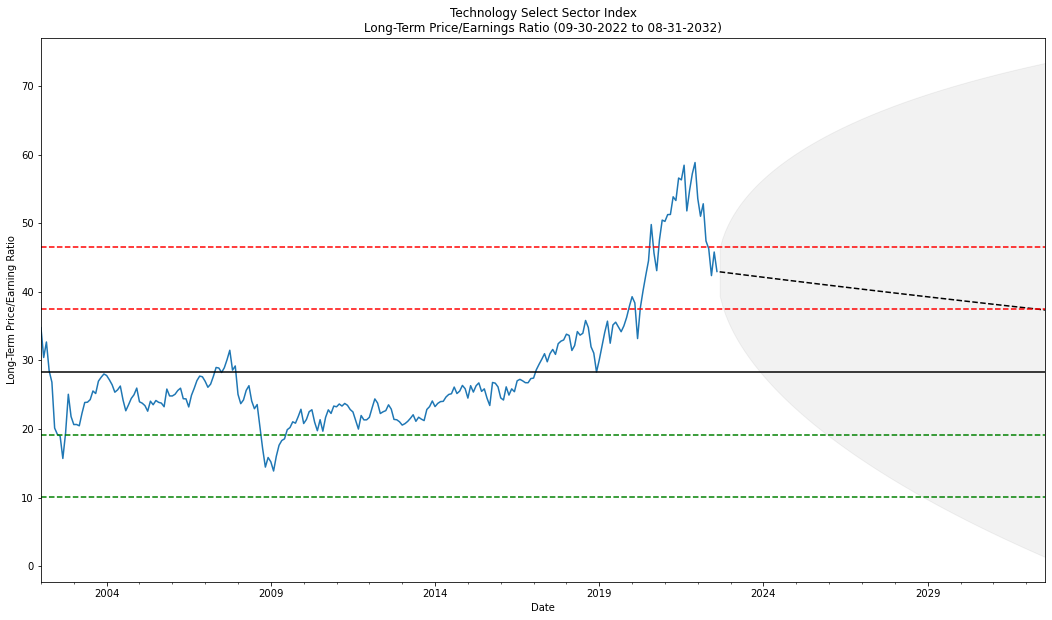 Technology Select Sector Index
Long-Term Price/Earnings Ratio (09-30-2022 to 08-31-2032)
Long-Term Price/Earning Ratio
70
60
50
40
30
20
10
0
2004 2009 2014 2019 2024 2029
Date